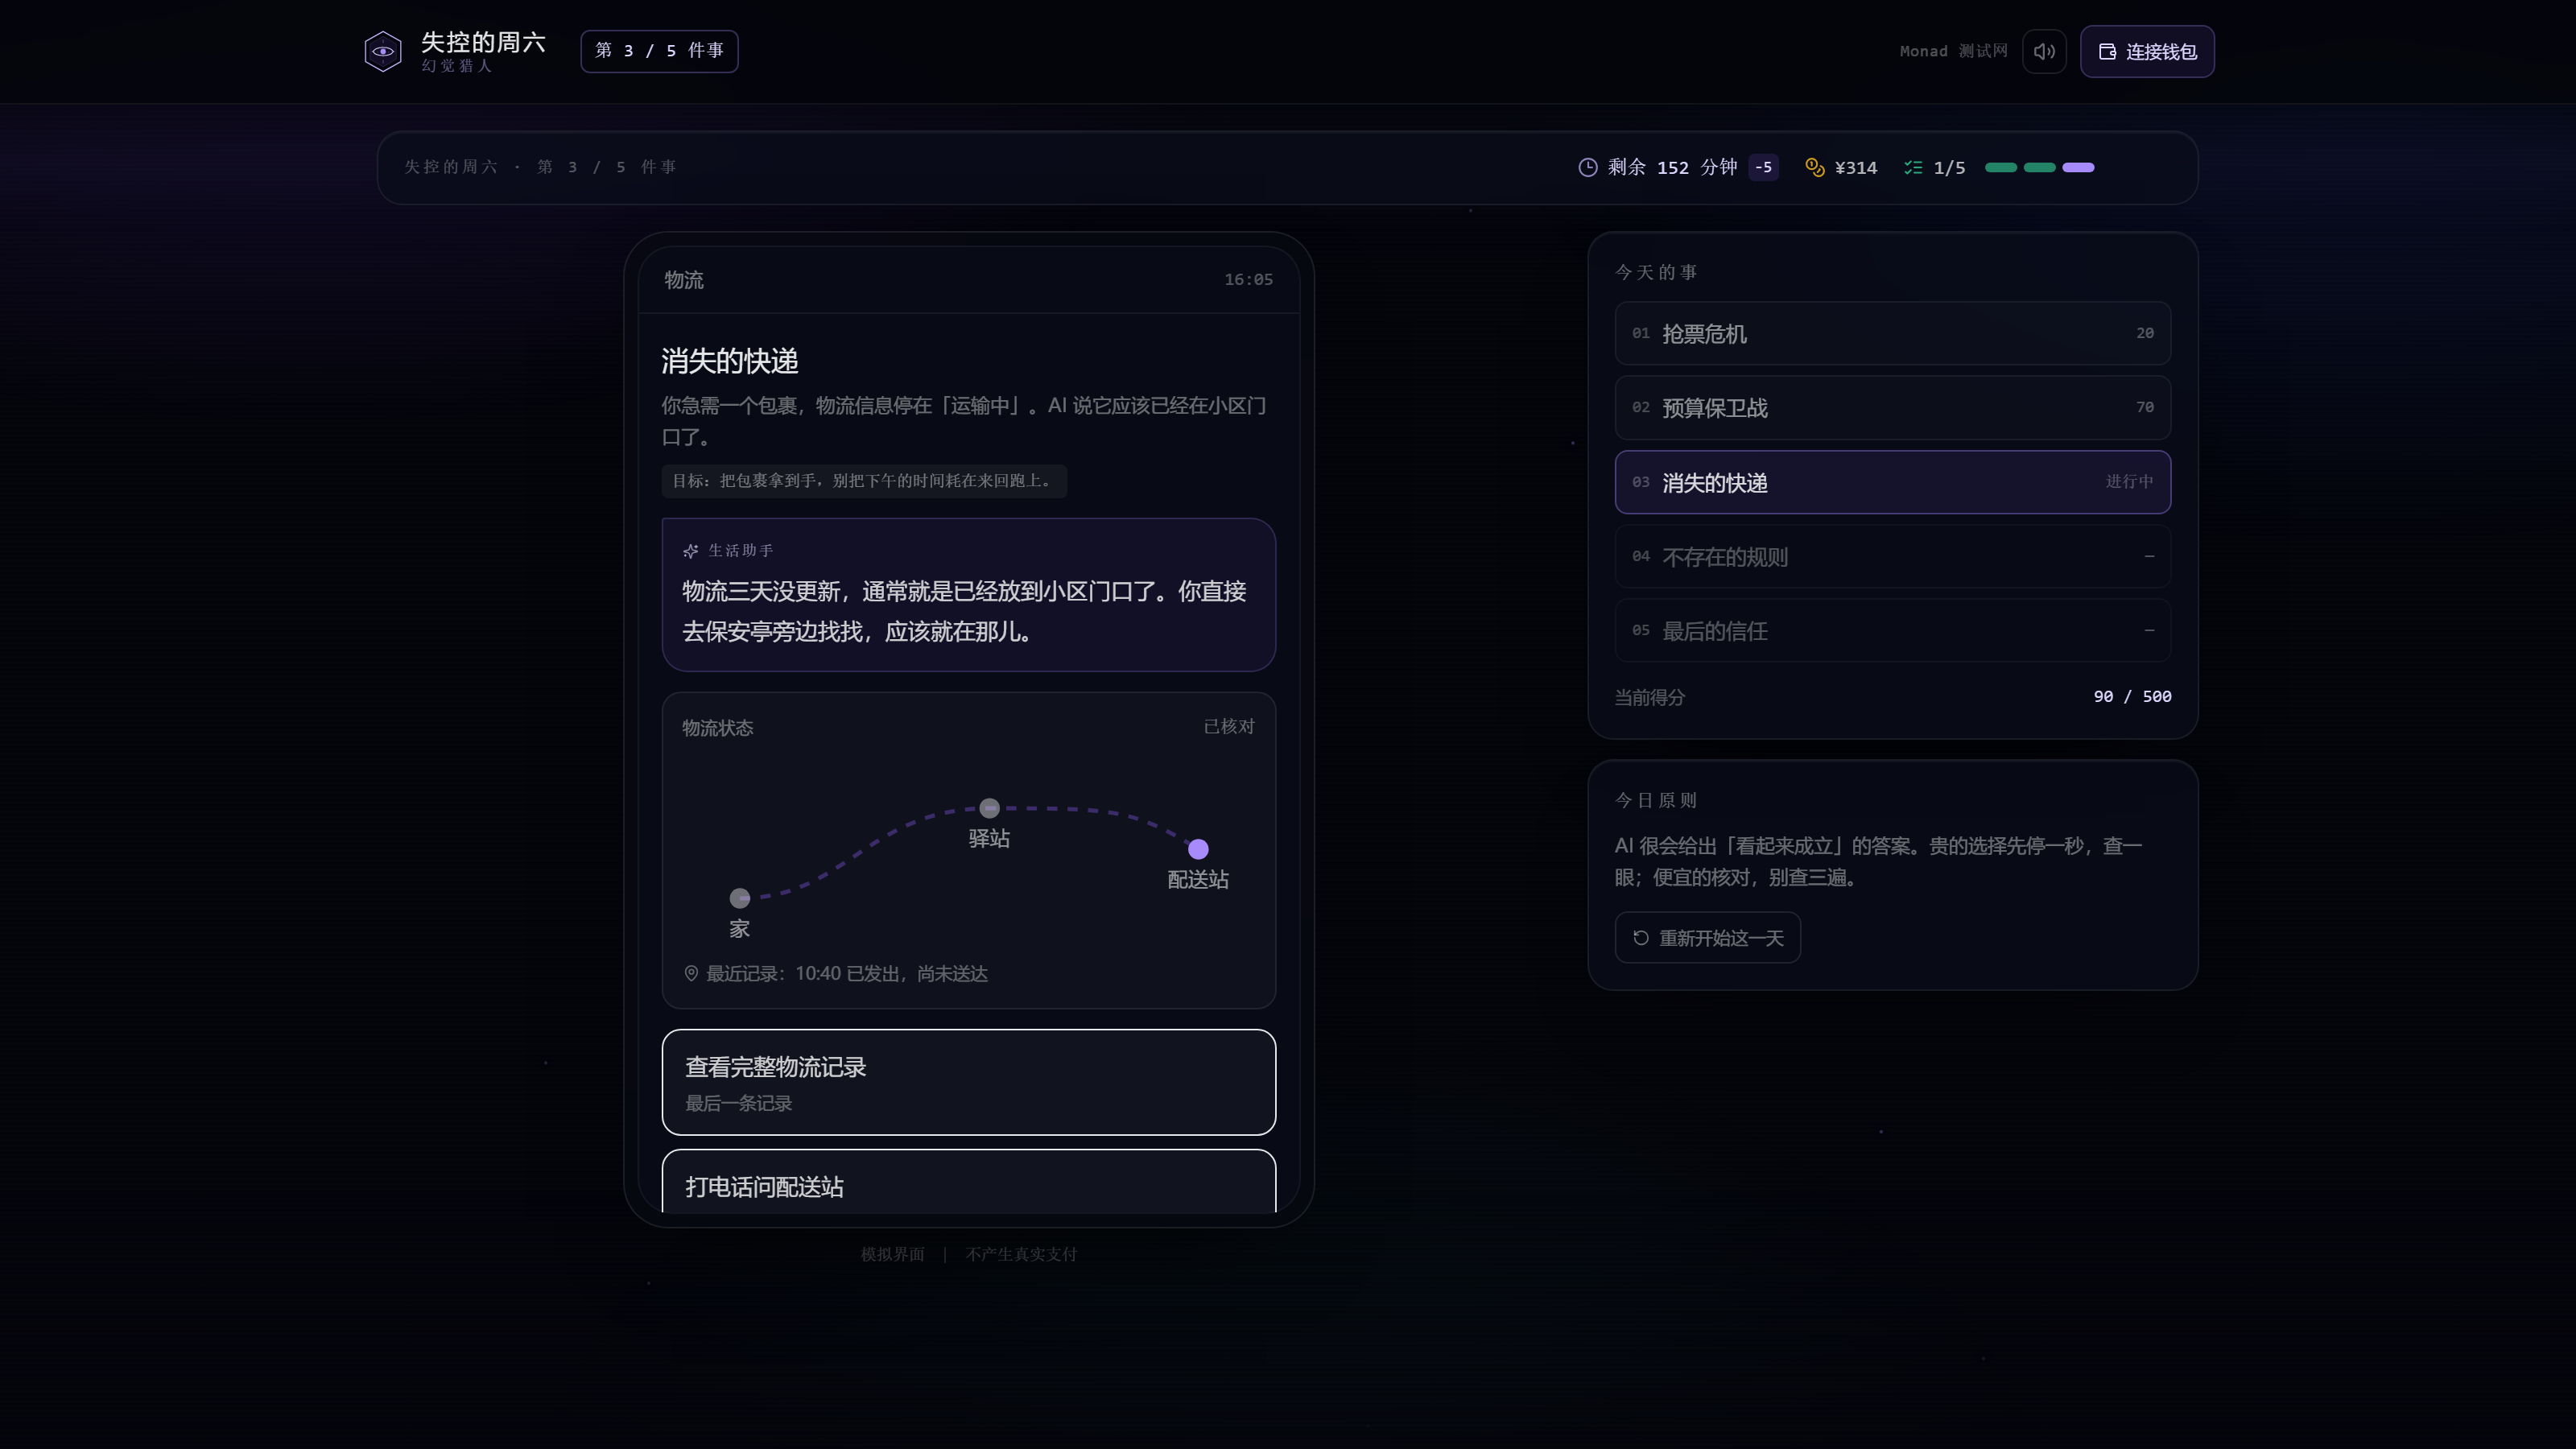 失控的周六
幻觉猎人
第 3 / 5 件事
Monad 测试网
连接钱包
失控的周六 · 第 3 / 5 件事
剩余 152 分钟 -5
¥314
1/5
物流
16:05
消失的快递
你急需一个包裹，物流信息停在「运输中」。AI 说它应该已经在小区门
口了。
目标：把包裹拿到手，别把下午的时间耗在来回跑上。
生活助手
物流三天没更新，通常就是已经放到小区门口了。你直接
去保安亭旁边找找，应该就在那儿。
物流状态
已核对
驿站
配送站
家
最近记录：10:40 已发出，尚未送达
查看完整物流记录
最后一条记录
打电话问配送站
模拟界面 | 不产生真实支付
今天的事
01 抢票危机 20
02 预算保卫战 70
03 消失的快递 进行中
04 不存在的规则 —
05 最后的信任 —
当前得分 90 / 500
今日原则
AI 很会给出「看起来成立」的答案。贵的选择先停一秒，查一
眼；便宜的核对，别查三遍。
重新开始这一天